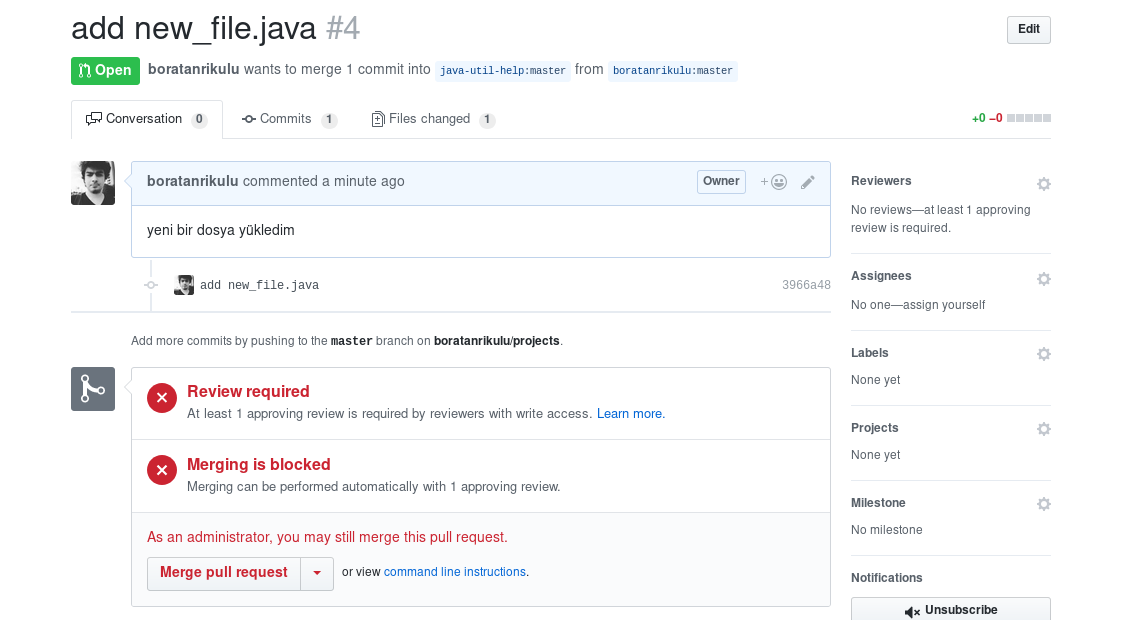 add new_file.java #4
Edit
Open boratanrikulu wants to merge 1 commit into java-util-help:master from boratanrikulu:master
Conversation 0 Commits 1 Files changed 1 +0 −0
boratanrikulu commented a minute ago Owner +
yeni bir dosya yükledim
add new_file.java 3966a48
Add more commits by pushing to the master branch on boratanrikulu/projects.
Review required
At least 1 approving review is required by reviewers with write access. Learn more.
Merging is blocked
Merging can be performed automatically with 1 approving review.
As an administrator, you may still merge this pull request.
Merge pull request or view command line instructions.
Reviewers
No reviews—at least 1 approving
review is required.
Assignees
No one—assign yourself
Labels
None yet
Projects
None yet
Milestone
No milestone
Notifications
Unsubscribe